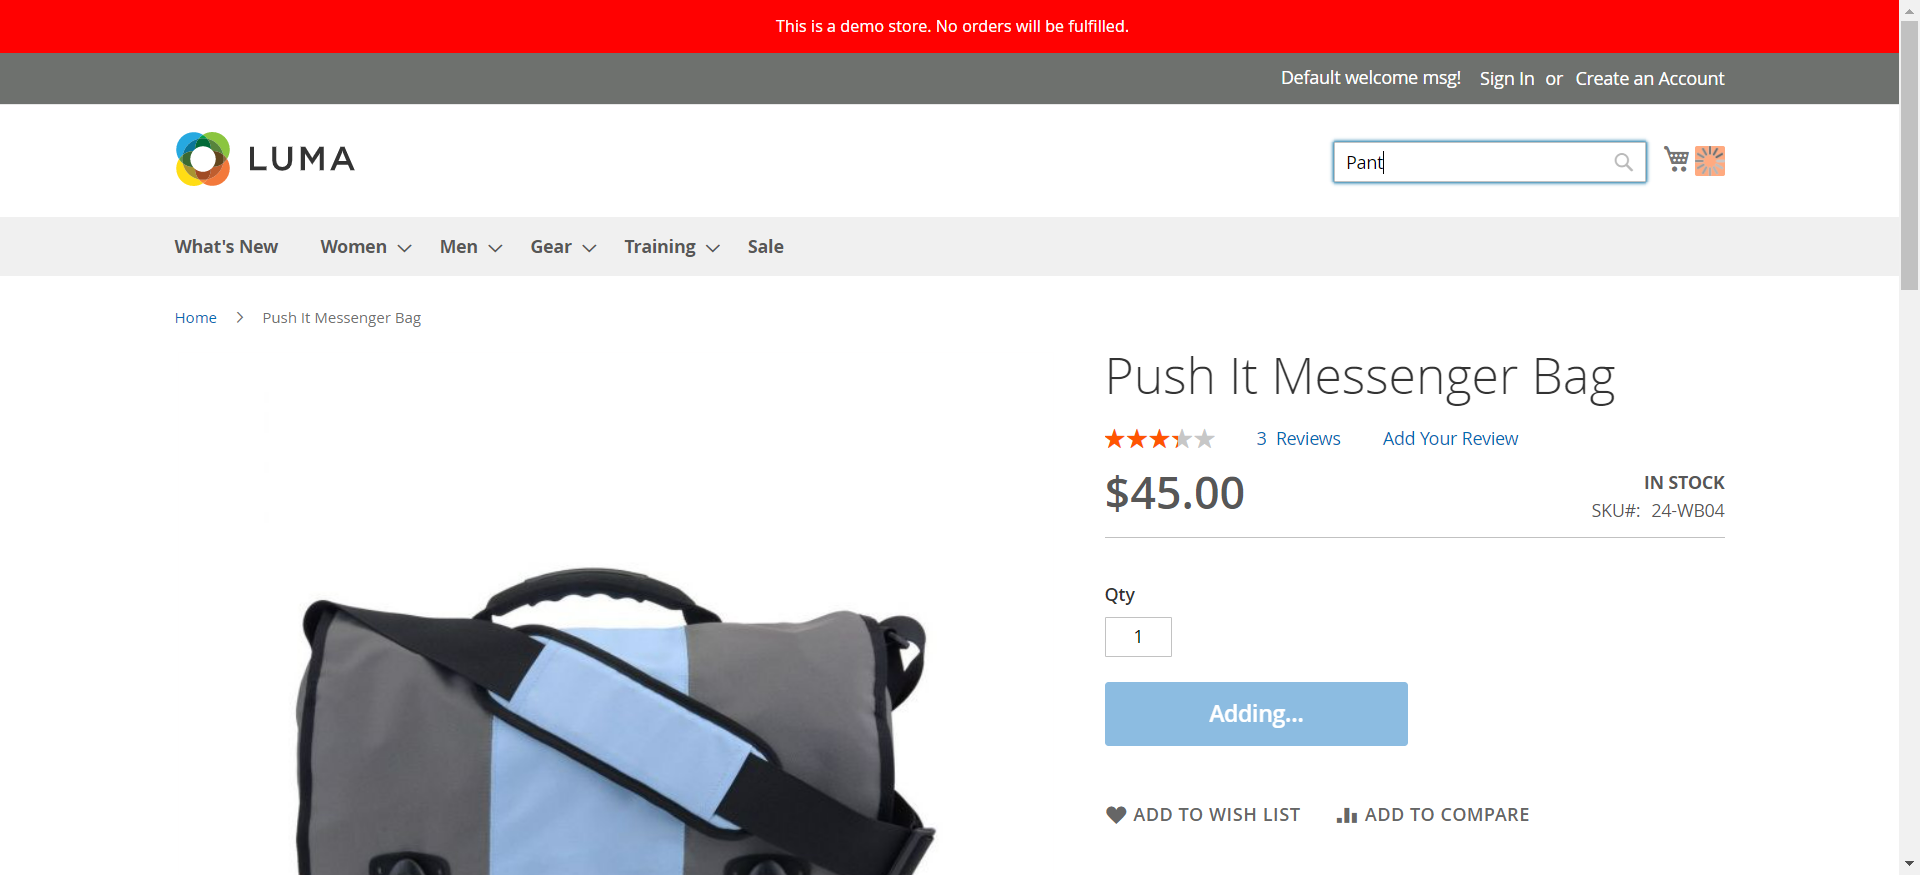 This is a demo store. No orders will be fulfilled.
Default welcome msg! Sign In or Create an Account
LUMA
Pant
What's New Women Men Gear Training Sale
Home Push It Messenger Bag
Push It Messenger Bag
3 Reviews Add Your Review
$45.00
IN STOCK
SKU#: 24-WB04
Qty
1
Adding...
ADD TO WISH LIST ADD TO COMPARE